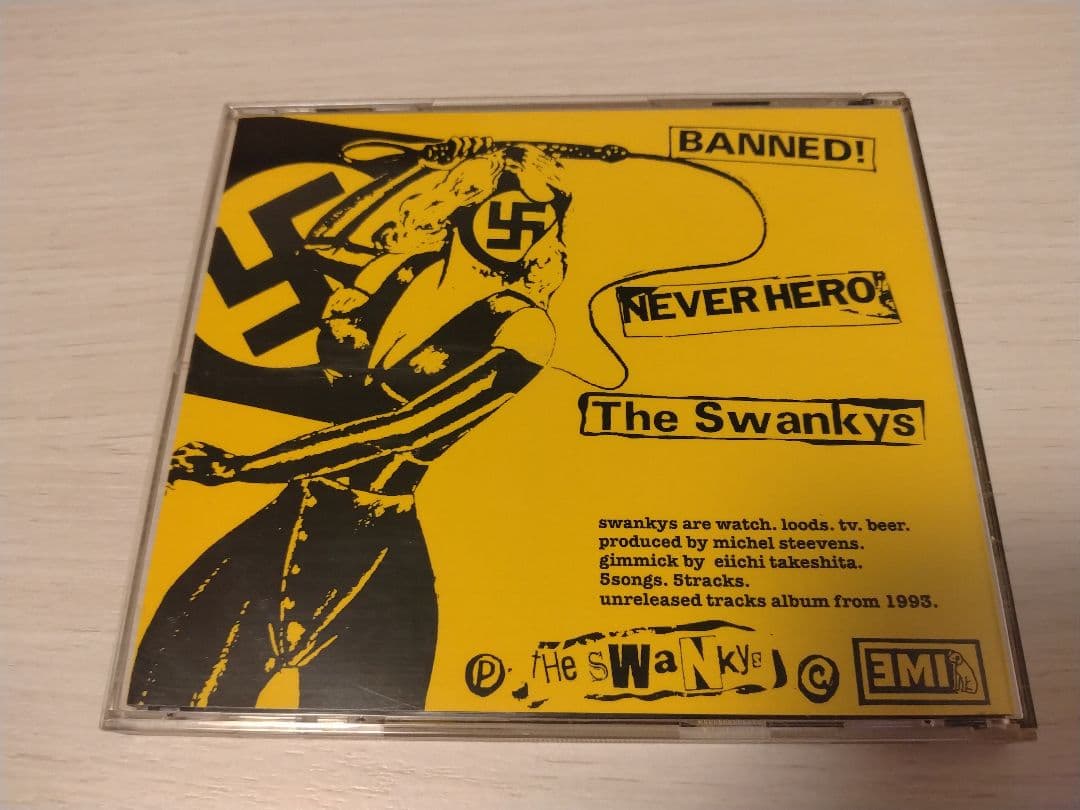 BANNED!
NEVER HERO
The Swankys
swankys are watch. loods. tv. beer.
produced by michel steevens.
gimmick by eiichi takeshita.
5songs. 5tracks.
unreleased tracks album from 1993.
℗ tHe sWaNkys ©
EMI